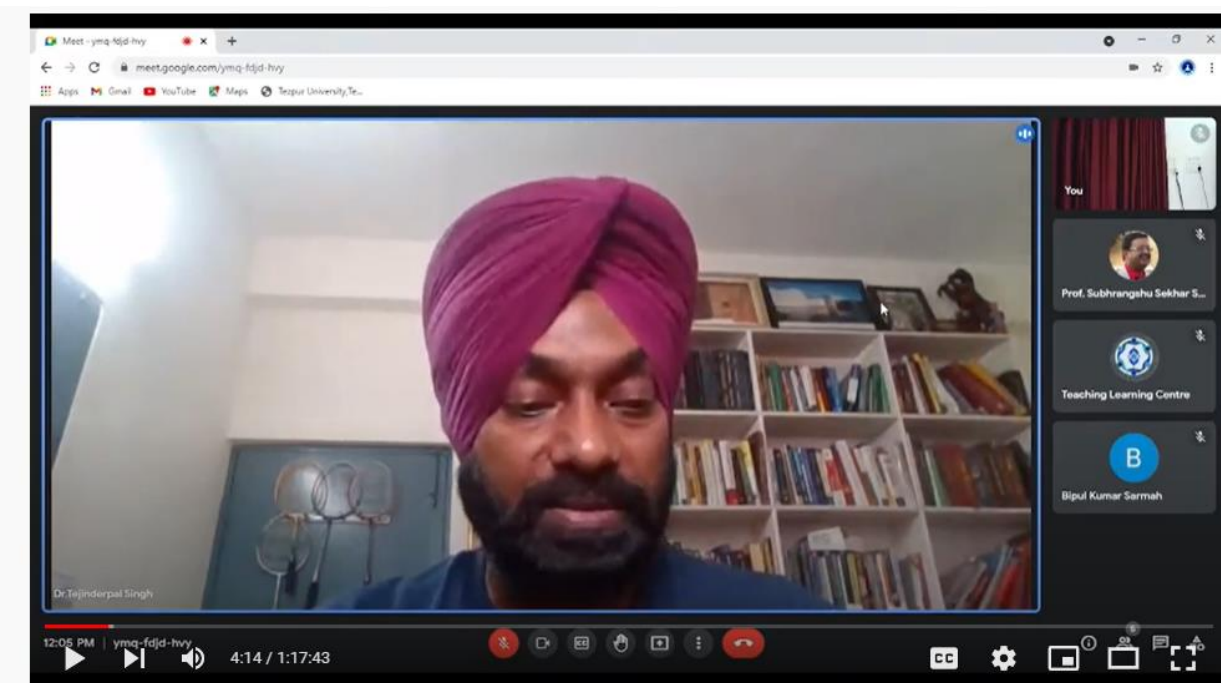 Meet - ymq-fdjd-hvy
meet.google.com/ymq-fdjd-hvy
Apps Gmail YouTube Maps Tezpur University,Te...
You
Prof. Subhrangshu Sekhar S...
Teaching Learning Centre
B
Bipul Kumar Sarmah
Dr.Tejinderpal Singh
12:05 PM | ymq-fdjd-hvy
CC
4:14 / 1:17:43
CC